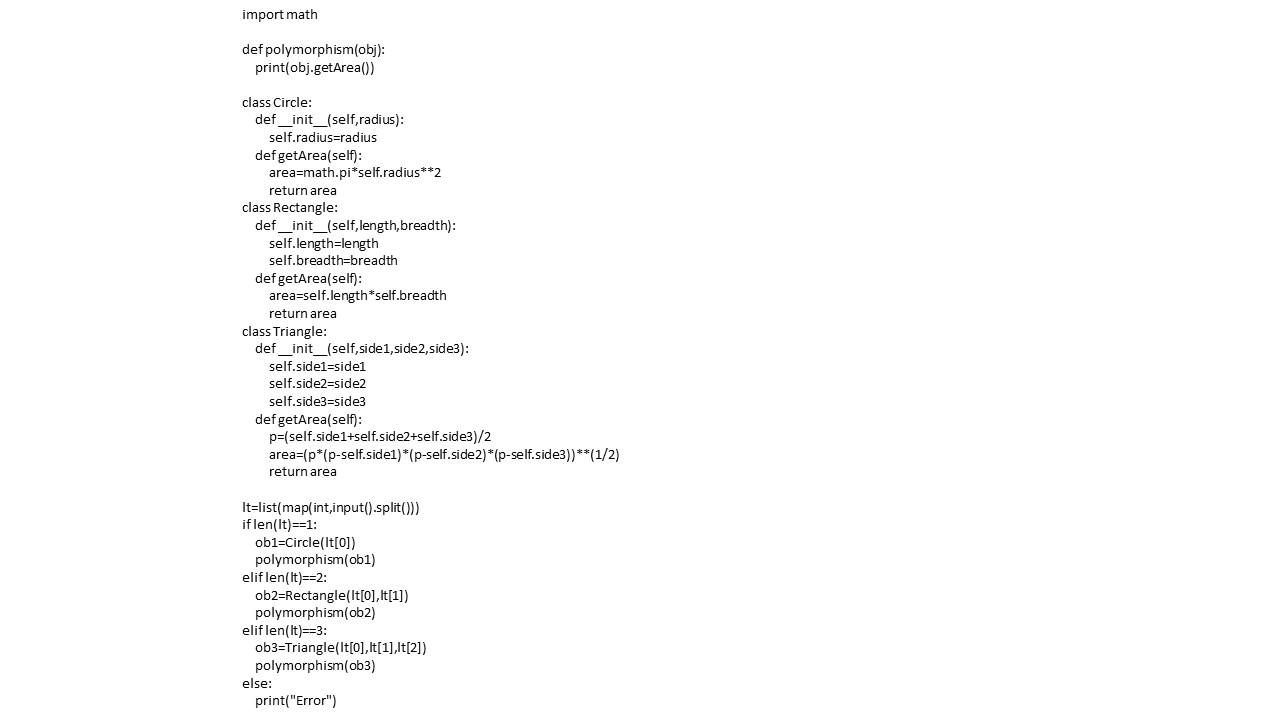 import math
def polymorphism(obj):
print(obj.getArea())
class Circle:
def __init__(self,radius):
self.radius=radius
def getArea(self):
area=math.pi*self.radius**2
return area
class Rectangle:
def __init__(self,length,breadth):
self.length=length
self.breadth=breadth
def getArea(self):
area=self.length*self.breadth
return area
class Triangle:
def __init__(self,side1,side2,side3):
self.side1=side1
self.side2=side2
self.side3=side3
def getArea(self):
p=(self.side1+self.side2+self.side3)/2
area=(p*(p-self.side1)*(p-self.side2)*(p-self.side3))**(1/2)
return area
lt=list(map(int,input().split()))
if len(lt)==1:
ob1=Circle(lt[0])
polymorphism(ob1)
elif len(lt)==2:
ob2=Rectangle(lt[0],lt[1])
polymorphism(ob2)
elif len(lt)==3:
ob3=Triangle(lt[0],lt[1],lt[2])
polymorphism(ob3)
else:
print("Error")